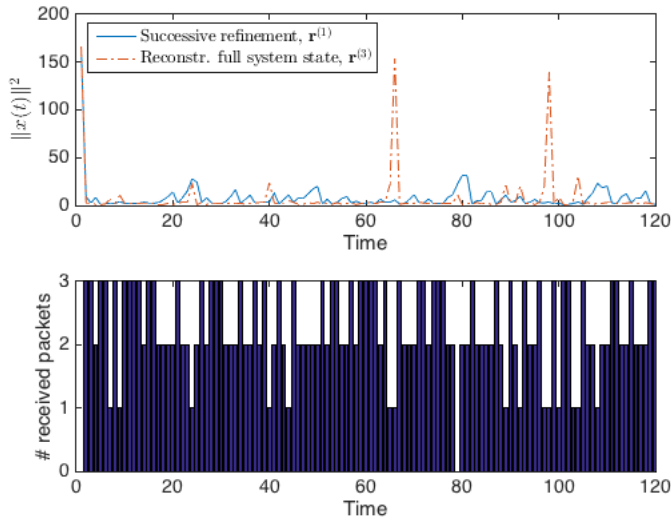 200
150
100
50
0
‖x(t)‖²
Successive refinement, r⁽¹⁾
Reconstr. full system state, r⁽³⁾
0 20 40 60 80 100 120
Time
3
2
1
0
# received packets
0 20 40 60 80 100 120
Time